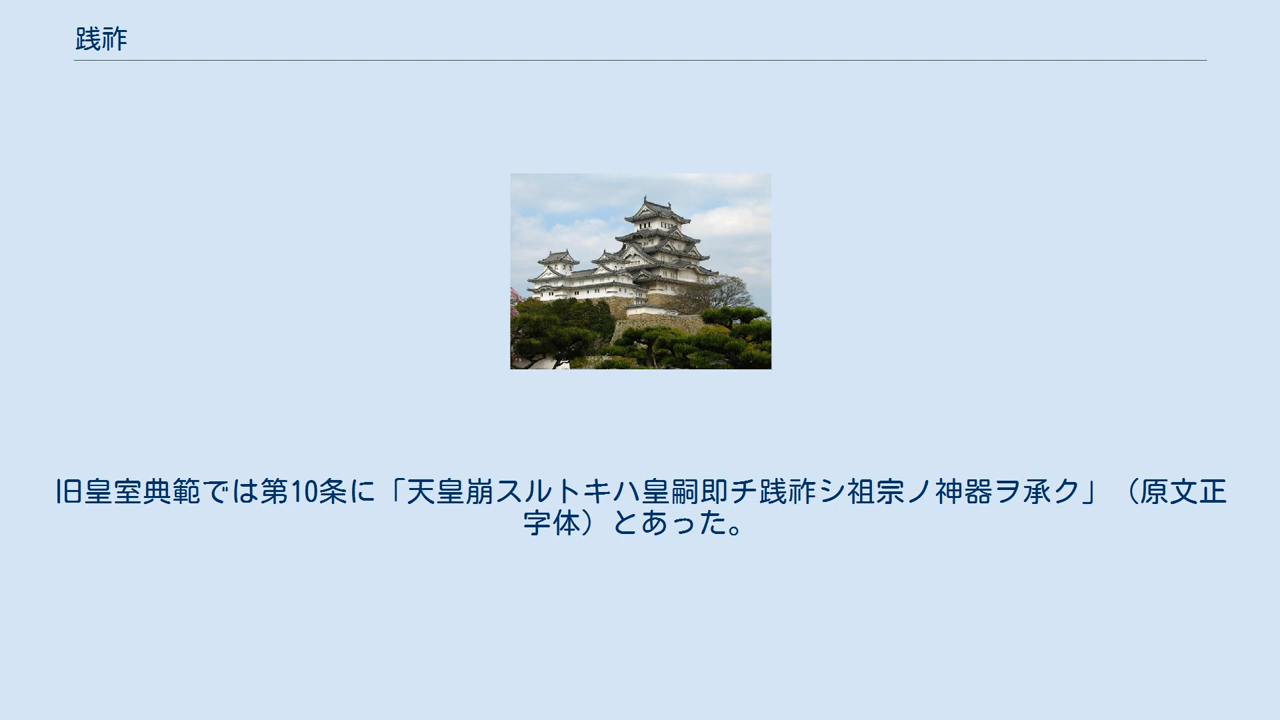 践祚
旧皇室典範では第10条に「天皇崩スルトキハ皇嗣即チ践祚シ祖宗ノ神器ヲ承ク」（原文正
字体）とあった。